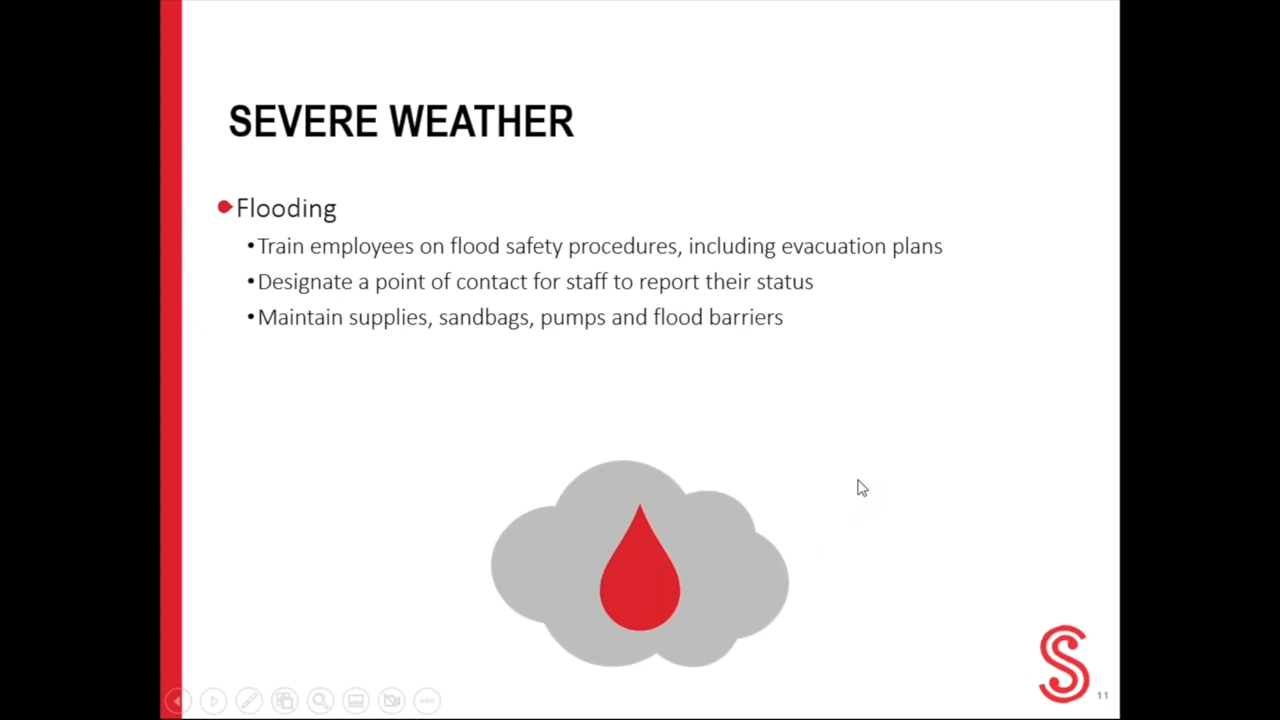 SEVERE WEATHER
Flooding
•Train employees on flood safety procedures, including evacuation plans
•Designate a point of contact for staff to report their status
•Maintain supplies, sandbags, pumps and flood barriers
S
11